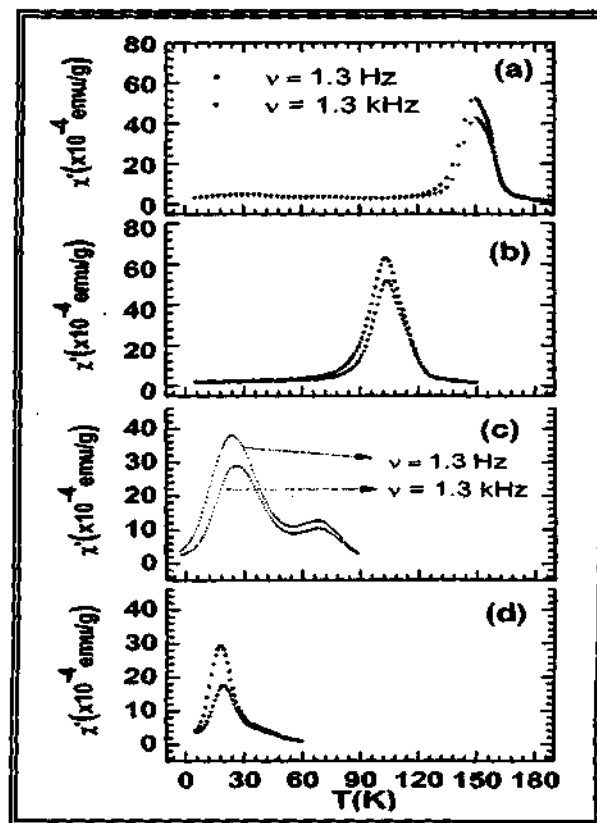 80
60
40
20
0
χ'(x10⁻⁴ emu/g)
(a)
ν = 1.3 Hz
ν = 1.3 kHz
80
60
40
20
0
χ'(x10⁻⁴ emu/g)
(b)
40
30
20
10
0
χ'(x10⁻⁴ emu/g)
(c)
ν = 1.3 Hz
ν = 1.3 kHz
40
30
20
10
0
χ'(x10⁻⁴ emu/g)
(d)
0 30 60 90 120 150 180
T(K)